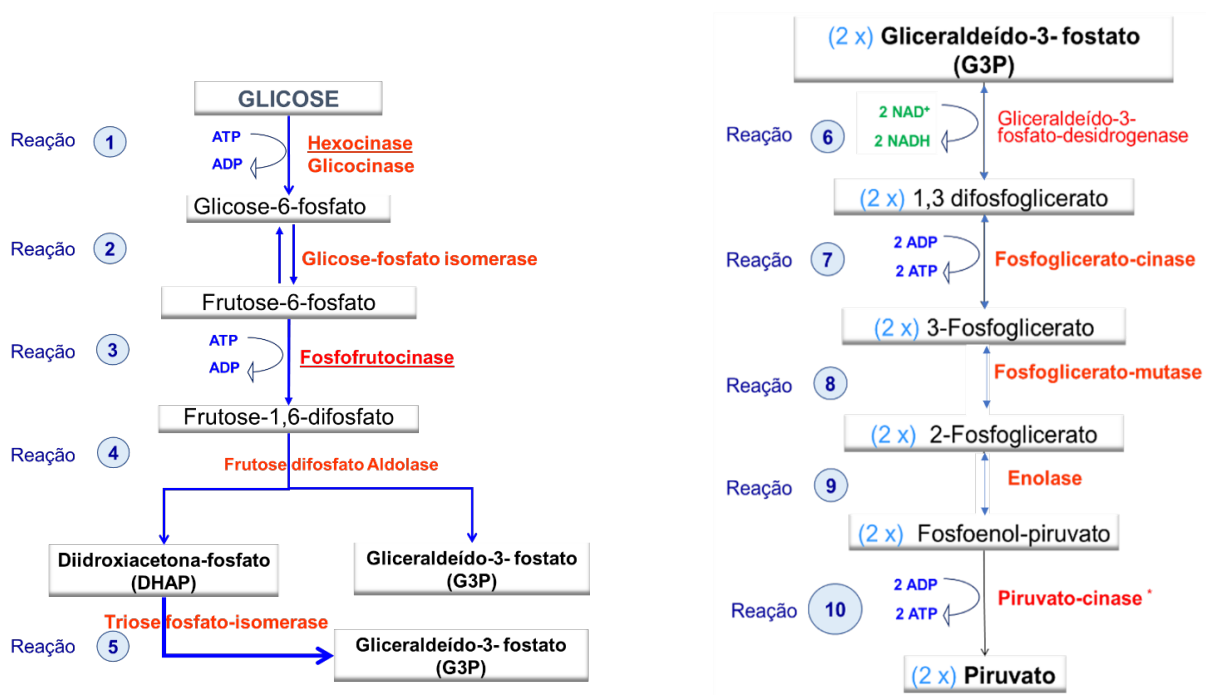 GLICOSE
Reação 1
ATP
ADP
Hexocinase
Glicocinase
Glicose-6-fosfato
Reação 2
Glicose-fosfato isomerase
Frutose-6-fosfato
Reação 3
ATP
ADP
Fosfofrutocinase
Frutose-1,6-difosfato
Reação 4
Frutose difosfato Aldolase
Diidroxiacetona-fosfato
(DHAP)
Gliceraldeído-3- fostato
(G3P)
Triose fosfato-isomerase
Reação 5
Gliceraldeído-3- fostato
(G3P)
(2 x) Gliceraldeído-3- fostato
(G3P)
Reação 6
2 NAD+
2 NADH
Gliceraldeído-3-
fosfato-desidrogenase
(2 x) 1,3 difosfoglicerato
Reação 7
2 ADP
2 ATP
Fosfoglicerato-cinase
(2 x) 3-Fosfoglicerato
Reação 8
Fosfoglicerato-mutase
(2 x) 2-Fosfoglicerato
Reação 9
Enolase
(2 x) Fosfoenol-piruvato
Reação 10
2 ADP
2 ATP
Piruvato-cinase *
(2 x) Piruvato